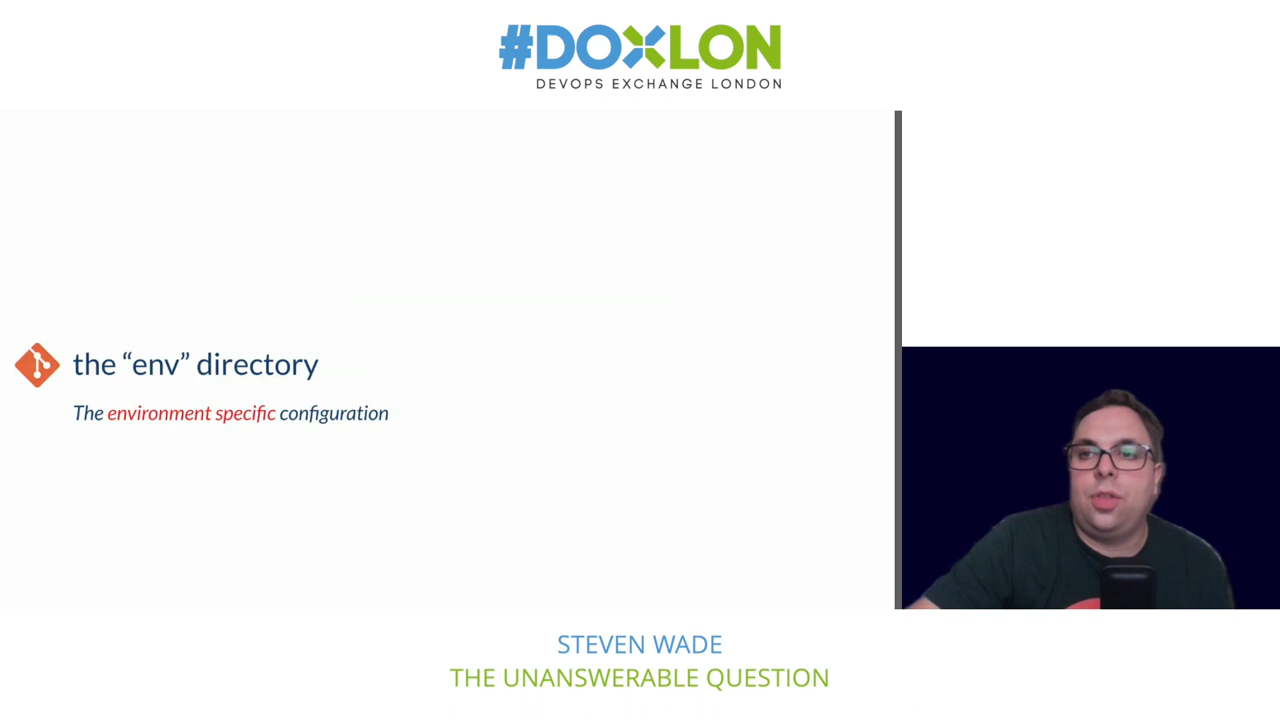 #DOXLON
DEVOPS EXCHANGE LONDON
the “env” directory
The environment specific configuration
STEVEN WADE
THE UNANSWERABLE QUESTION